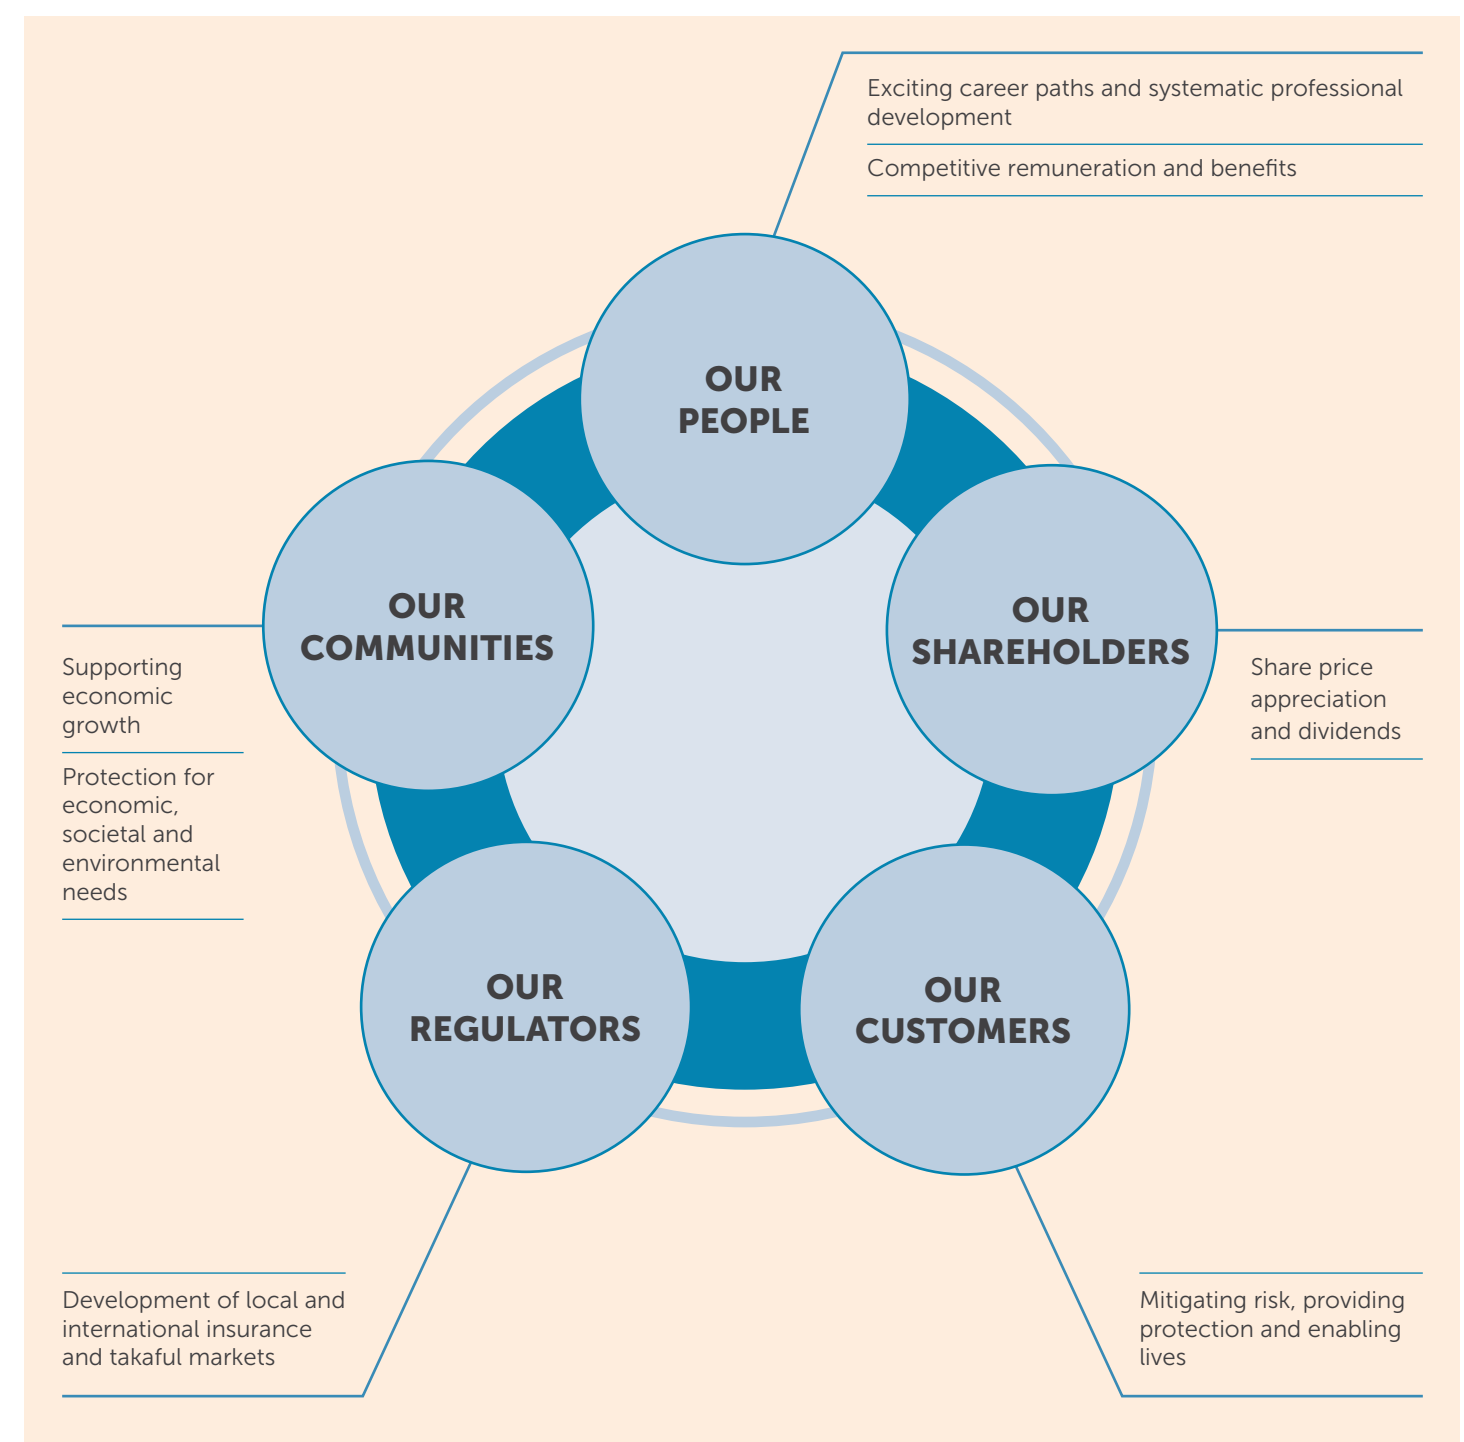 Exciting career paths and systematic professional
development
Competitive remuneration and benefits
OUR
PEOPLE
OUR
COMMUNITIES
OUR
SHAREHOLDERS
Supporting
economic
growth
Protection for
economic,
societal and
environmental
needs
Share price
appreciation
and dividends
OUR
REGULATORS
OUR
CUSTOMERS
Development of local and
international insurance
and takaful markets
Mitigating risk, providing
protection and enabling
lives